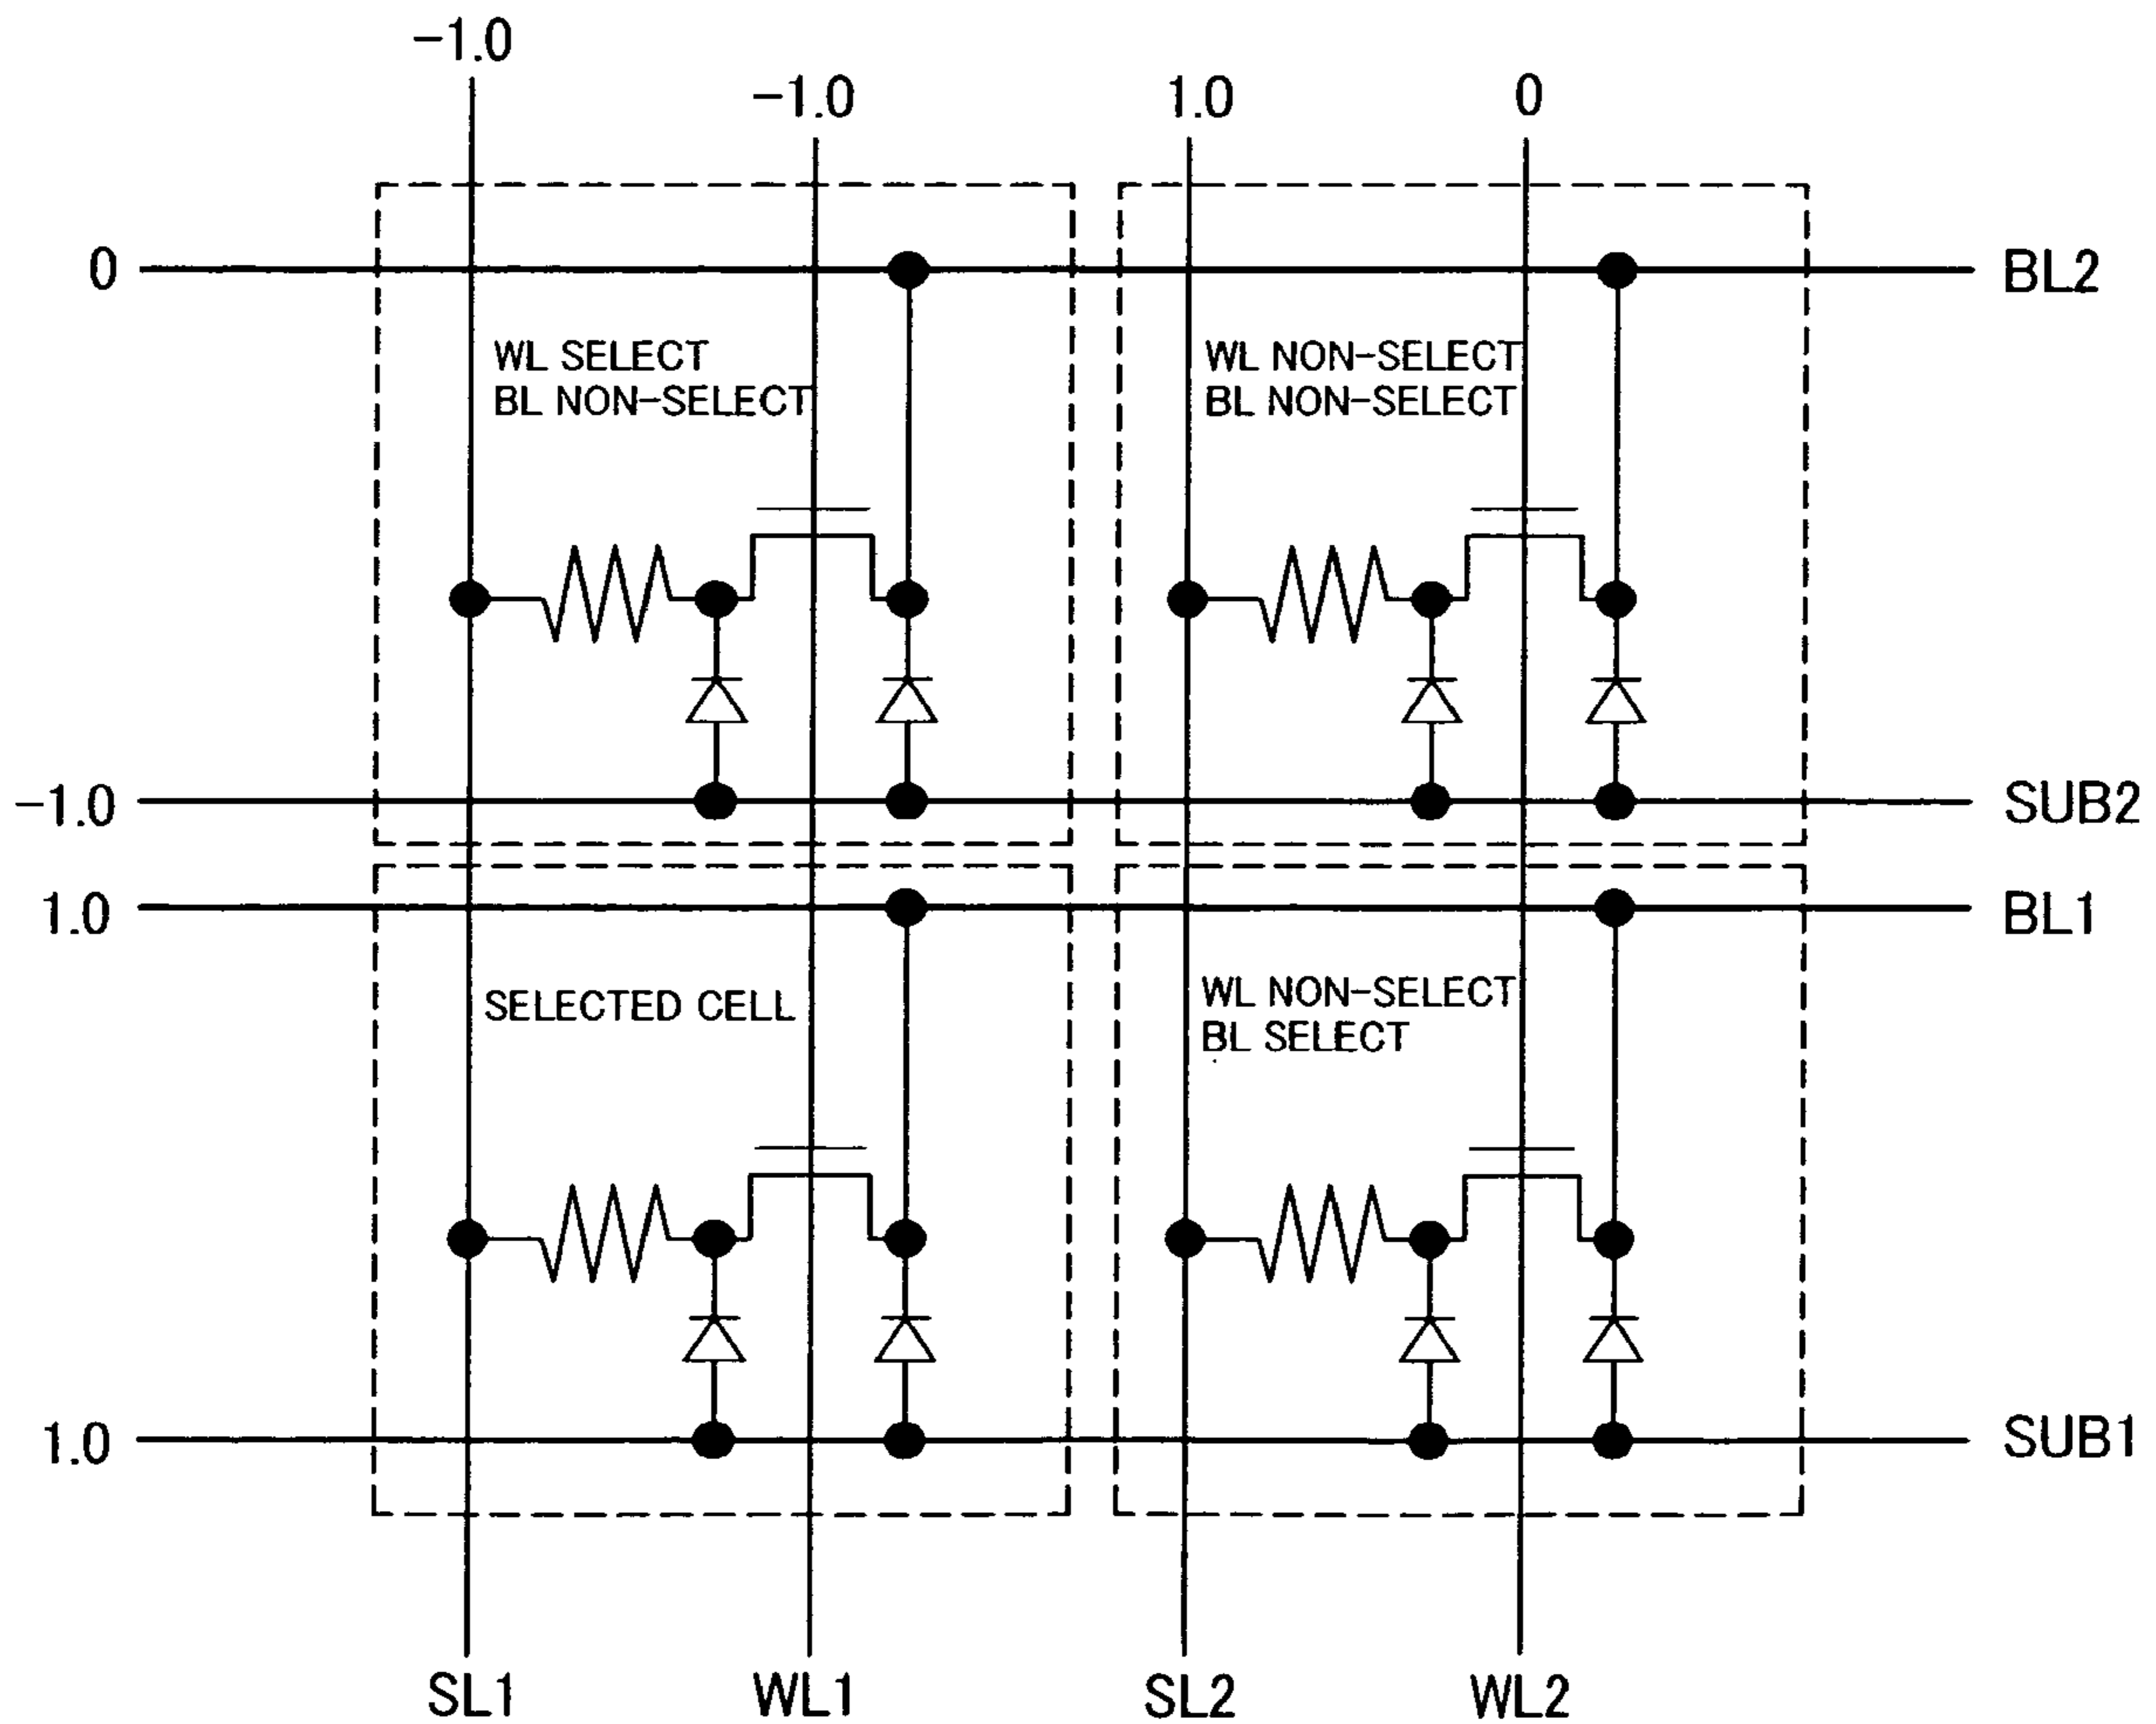 -1.0
-1.0
1.0
0
0
BL2
WL SELECT
BL NON-SELECT
WL NON-SELECT
BL NON-SELECT
-1.0
SUB2
1.0
BL1
SELECTED CELL
WL NON-SELECT
BL SELECT
1.0
SUB1
SL1
WL1
SL2
WL2